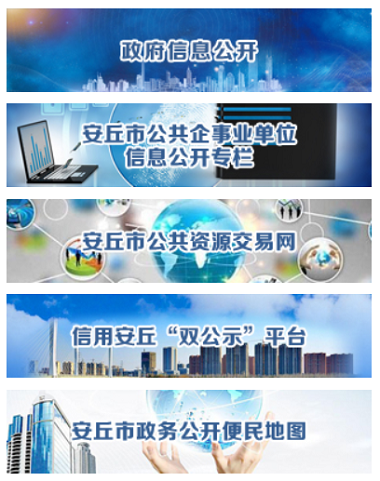 政府信息公开
安丘市公共企事业单位
信息公开专栏
安丘市公共资源交易网
信用安丘“双公示”平台
安丘市政务公开便民地图